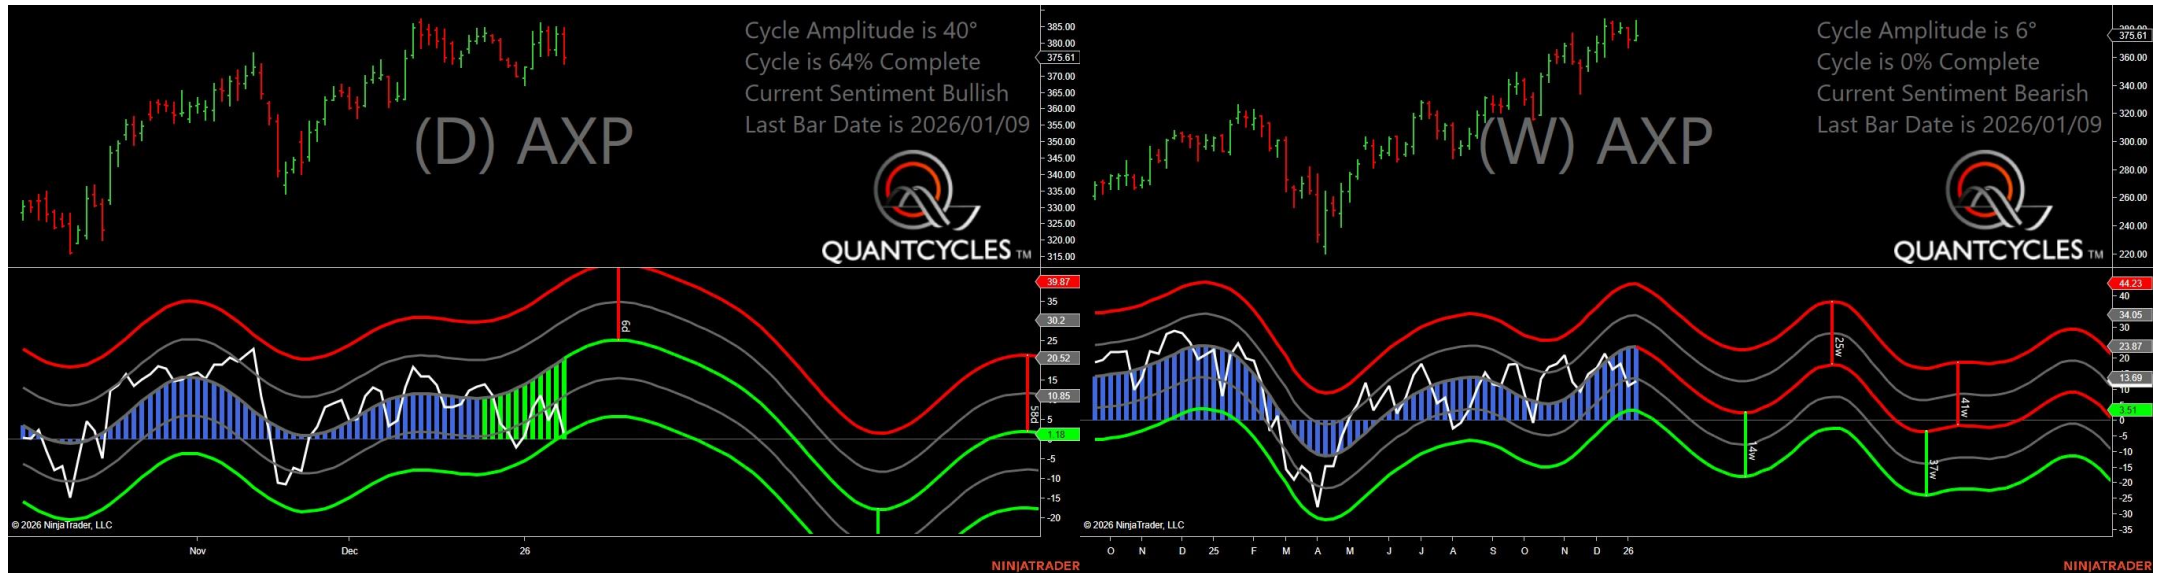 Cycle Amplitude is 40°
Cycle is 64% Complete
Current Sentiment Bullish
Last Bar Date is 2026/01/09
(D) AXP
QUANTCYCLES TM
385.00
380.00
375.61
370.00
365.00
360.00
355.00
350.00
345.00
340.00
335.00
330.00
325.00
320.00
315.00
39.87
35
30.2
25
20.52
15
10.85
5
1.18
-5
-10
-15
-20
6d
58d
© 2026 NinjaTrader, LLC
Nov
Dec
26
NINJATRADER
Cycle Amplitude is 6°
Cycle is 0% Complete
Current Sentiment Bearish
Last Bar Date is 2026/01/09
(W) AXP
QUANTCYCLES TM
380.00
375.61
360.00
340.00
320.00
300.00
280.00
260.00
240.00
220.00
44.23
40
34.05
30
23.87
20
13.69
10
3.51
0
-5
-10
-15
-20
-25
-30
-35
14w
25w
37w
41w
© 2026 NinjaTrader, LLC
O N D 25 F M A M J J A S O N D 26
NINJATRADER